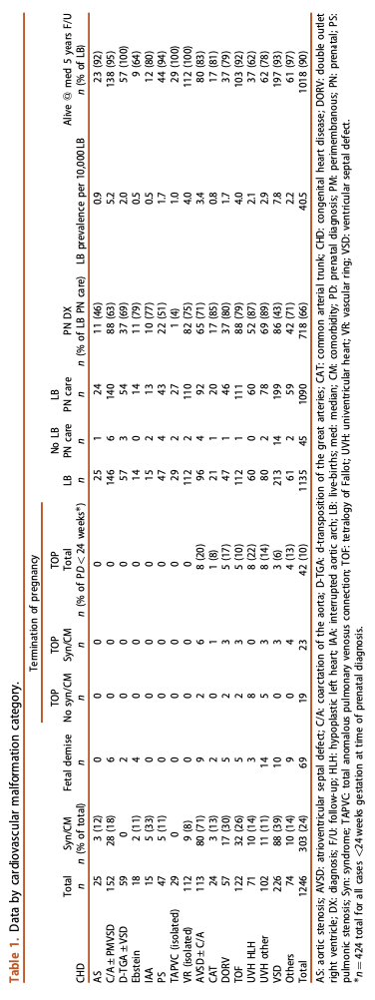 Table 1. Data by cardiovascular malformation category.
Termination of pregnancy
Total Syn/CM Fetal demise TOP TOP TOP LB No LB LB PN DX LB prevalence per 10,000 LB Alive @ med 5 years F/U
No syn/CM Syn/CM Total PN care PN care
CHD n n (% of total) n n n n (% of PD < 24 weeks*) n n n n (% of LB PN care) n (% of LB)
AS 25 3 (12) 0 0 0 0 25 1 24 11 (46) 0.9 23 (92)
C/A ± PMVSD 152 28 (18) 6 0 0 0 146 6 140 88 (63) 5.2 138 (95)
D-TGA ± VSD 59 0 2 0 0 0 57 3 54 37 (69) 2.0 57 (100)
Ebstein 18 2 (11) 4 0 0 0 14 0 14 11 (79) 0.5 9 (64)
IAA 15 5 (33) 0 0 0 0 15 2 13 10 (77) 0.5 12 (80)
PS 47 5 (11) 0 0 0 0 47 4 43 22 (51) 1.7 44 (94)
TAPVC (isolated) 29 0 0 0 0 0 29 2 27 1 (4) 1.0 29 (100)
VR (isolated) 112 9 (8) 0 0 0 0 112 2 110 82 (75) 4.0 112 (100)
AVSD ± C/A 113 80 (71) 9 2 6 8 (20) 96 4 92 65 (71) 3.4 80 (83)
CAT 24 3 (13) 2 0 1 1 (8) 21 1 20 17 (85) 0.8 17 (81)
DORV 57 17 (30) 5 2 3 5 (17) 47 1 46 37 (80) 1.7 37 (79)
TOF 122 32 (26) 5 2 3 5 (10) 112 1 111 88 (79) 4.0 103 (92)
UVH HLH 71 10 (14) 3 8 0 8 (22) 60 0 60 52 (87) 2.1 37 (62)
UVH other 102 11 (11) 14 5 3 8 (14) 80 2 78 69 (89) 2.9 62 (78)
VSD 226 88 (39) 10 0 3 3 (6) 213 14 199 86 (43) 7.8 197 (93)
Others 74 10 (14) 9 0 4 4 (13) 61 2 59 42 (71) 2.2 61 (97)
Total 1246 303 (24) 69 19 23 42 (10) 1135 45 1090 718 (66) 40.5 1018 (90)
AS: aortic stenosis; AVSD: atrioventricular septal defect; C/A: coarctation of the aorta; D-TGA: d-transposition of the great arteries; CAT: common arterial trunk; CHD: congenital heart disease; DORV: double outlet
right ventricle; DX: diagnosis; F/U: follow-up; HLH: hypoplastic left heart; IAA: interrupted aortic arch; LB: live-births; med: median; CM: comorbidity; PD: prenatal diagnosis; PM: perimembranous; PN: prenatal; PS:
pulmonic stenosis; Syn: syndrome; TAPVC: total anomalous pulmonary venous connection; TOF: tetralogy of Fallot; UVH: univentricular heart; VR: vascular ring; VSD: ventricular septal defect.
*n = 424 total for all cases <24 weeks gestation at time of prenatal diagnosis.